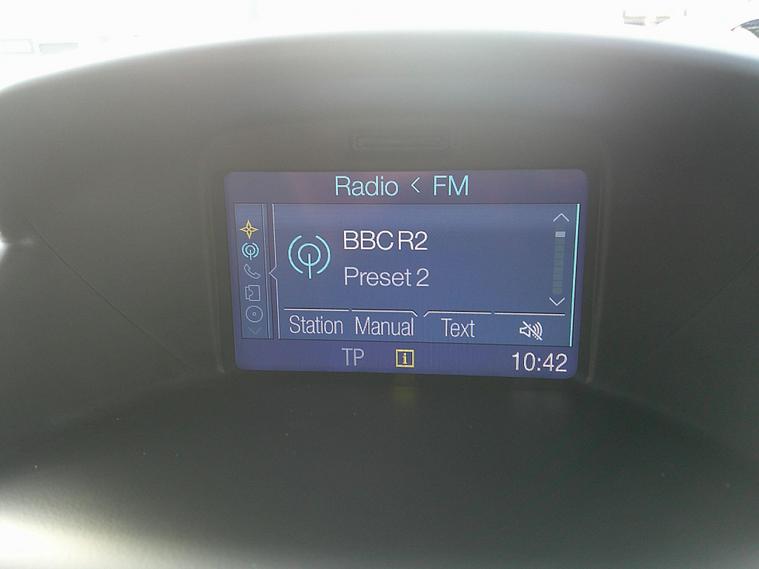 Radio < FM
BBC R2
Preset 2
Station Manual Text
TP i 10:42